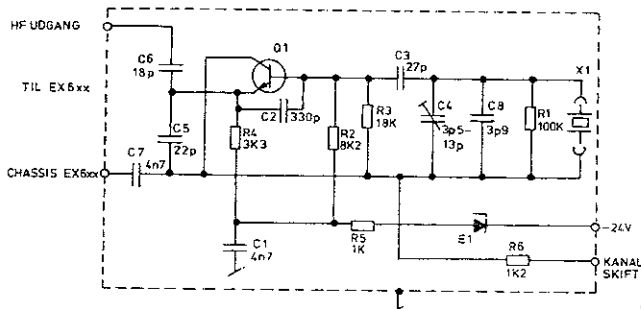 HF UDGANG
C6
18p
Q1
C3
27p
X1
TIL EX6xx
C2
330p
R3
18K
C4
3p5-
13p
C8
3p9
R1
100K
C5
22p
R4
3K3
R2
8K2
C7
4n7
CHASSIS EX6xx
C1
4n7
R5
1K
E1
-24V
R6
1K2
KANAL
SKIFT